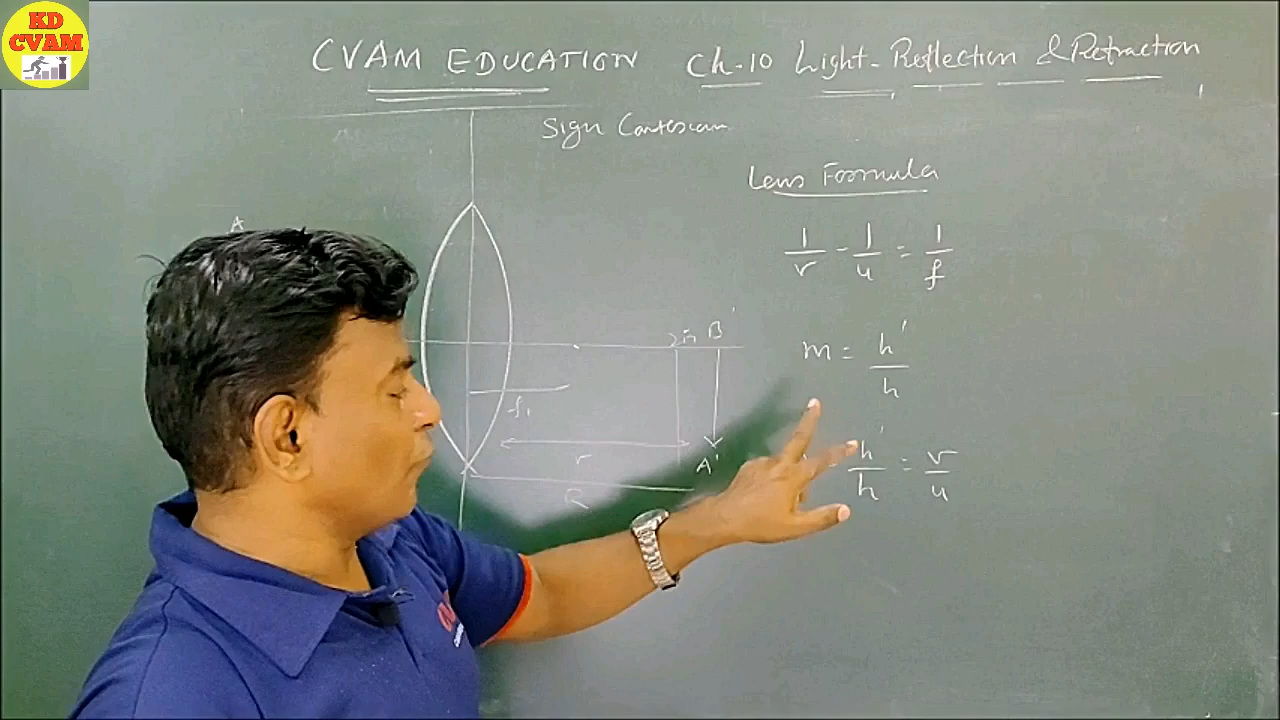 KD
CVAM
CVAM EDUCATION Ch-10 Light-Reflection & Refraction
Sign Cartesian
Lens Formula
A
1/v - 1/u = 1/f
B'
m = h'/h
f₁
r
A'
h'/h = v/u
R